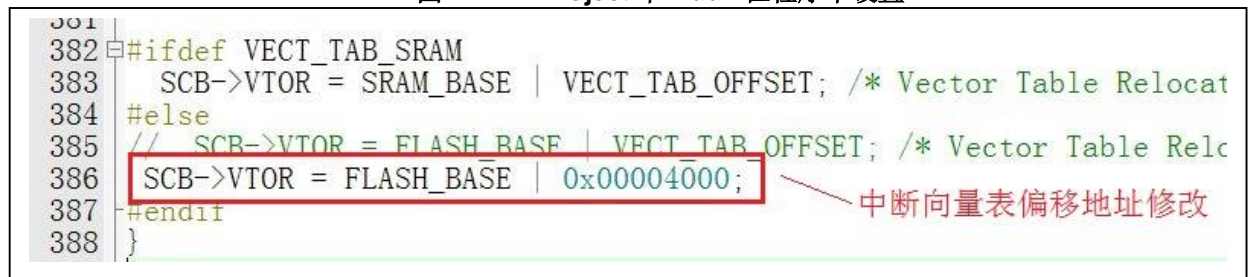 382 #ifdef VECT_TAB_SRAM
383 SCB->VTOR = SRAM_BASE | VECT_TAB_OFFSET; /* Vector Table Relocat
384 #else
385 // SCB->VTOR = FLASH_BASE | VECT_TAB_OFFSET; /* Vector Table Relc
386 SCB->VTOR = FLASH_BASE | 0x00004000;
中断向量表偏移地址修改
387 #endif
388 }